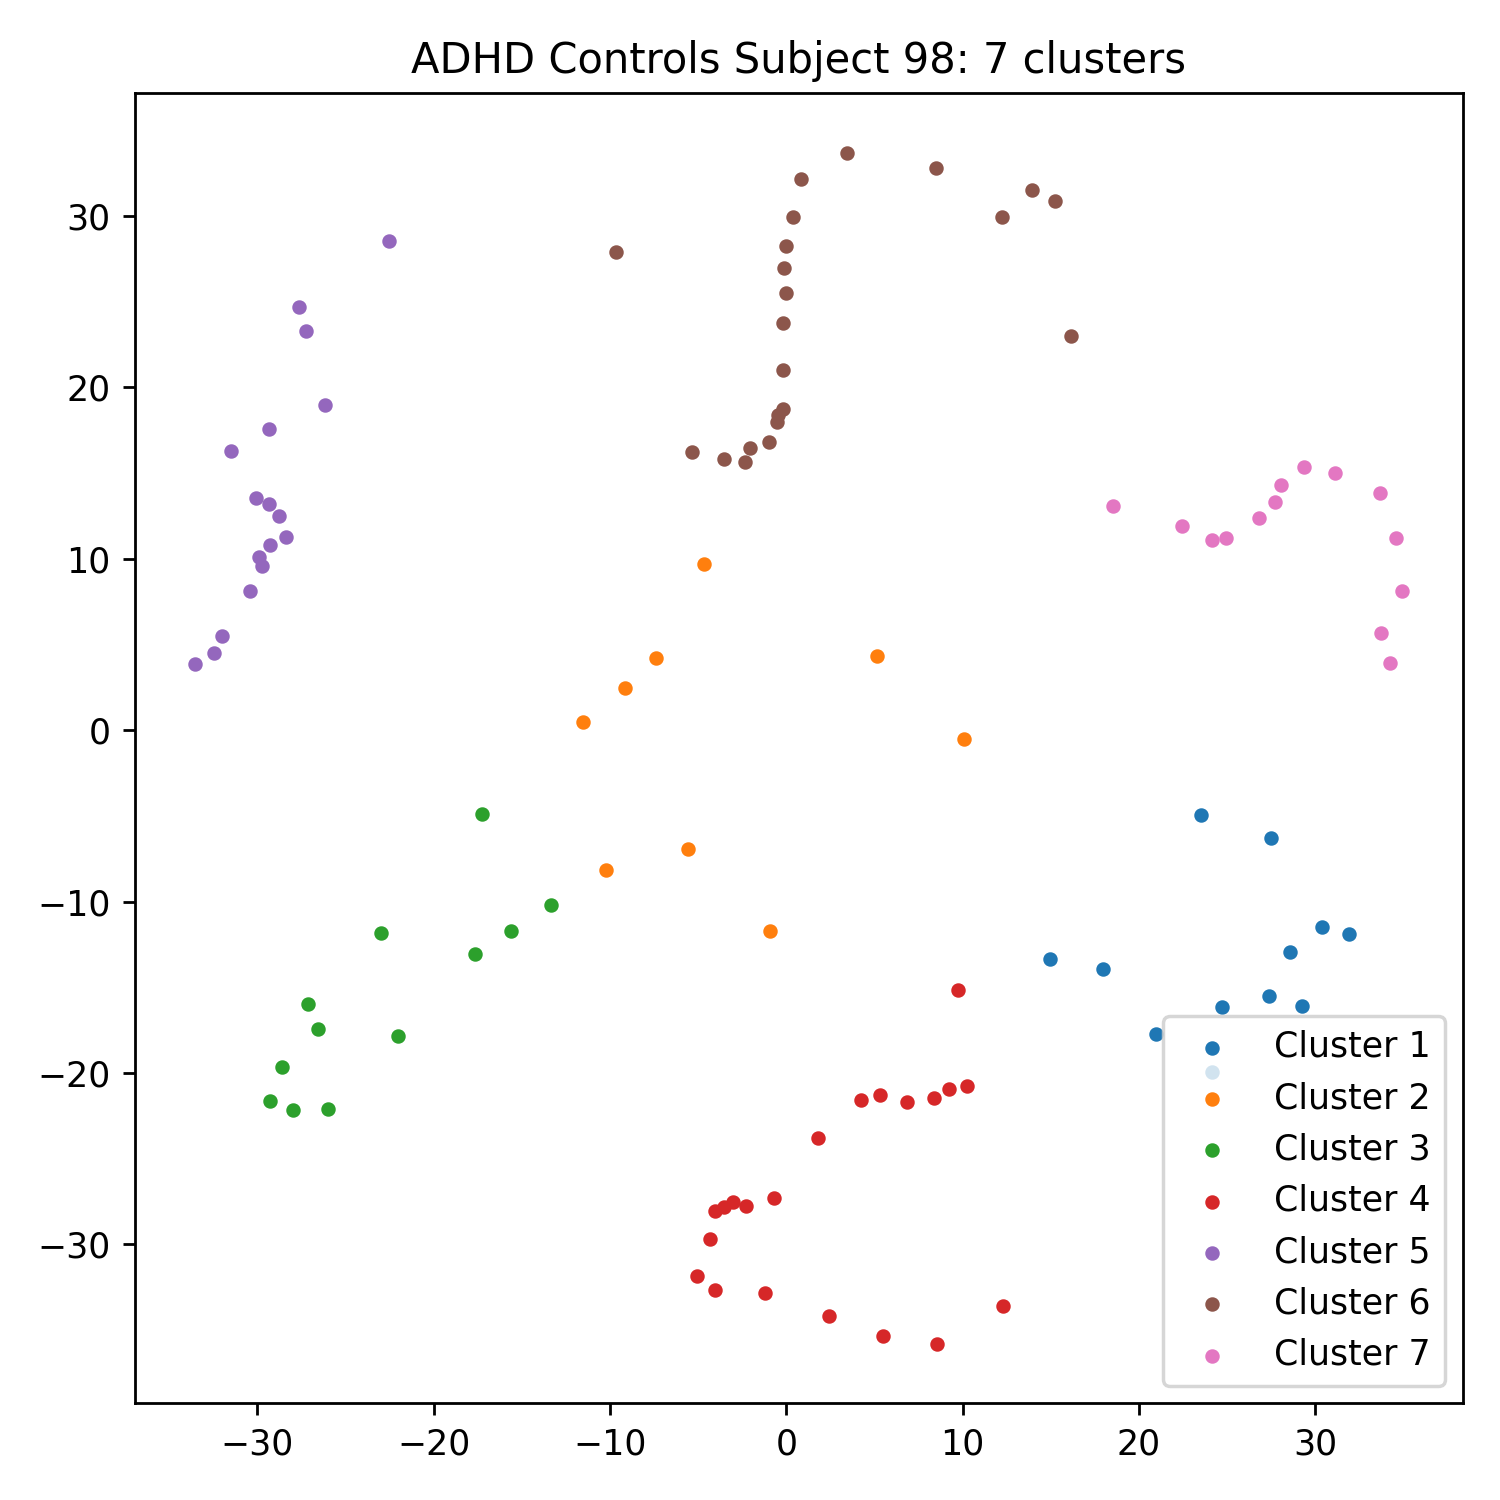 ADHD Controls Subject 98: 7 clusters
30
20
10
0
−10
−20
−30
−30
−20
−10
0
10
20
30
Cluster 1
Cluster 2
Cluster 3
Cluster 4
Cluster 5
Cluster 6
Cluster 7